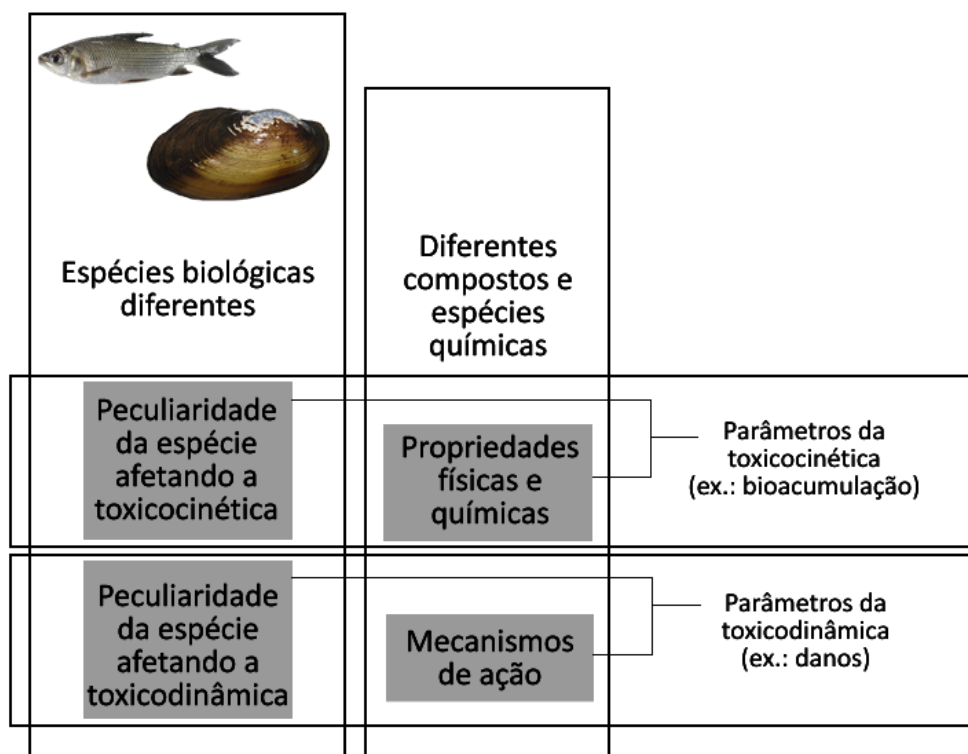 Espécies biológicas
diferentes
Diferentes
compostos e
espécies
químicas
Peculiaridade
da espécie
afetando a
toxicocinética
Propriedades
físicas e
químicas
Parâmetros da
toxicocinética
(ex.: bioacumulação)
Peculiaridade
da espécie
afetando a
toxicodinâmica
Mecanismos
de ação
Parâmetros da
toxicodinâmica
(ex.: danos)